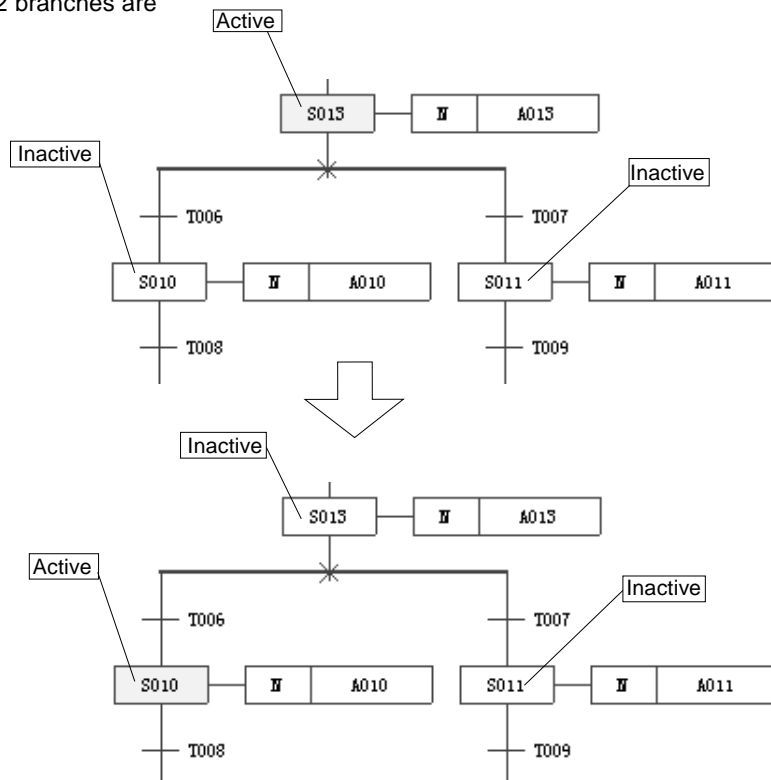 2 branches are
Active
S013 N A013
Inactive
Inactive
T006 T007
S010 N A010 S011 N A011
T008 T009
Inactive
S013 N A013
Active
Inactive
T006 T007
S010 N A010 S011 N A011
T008 T009